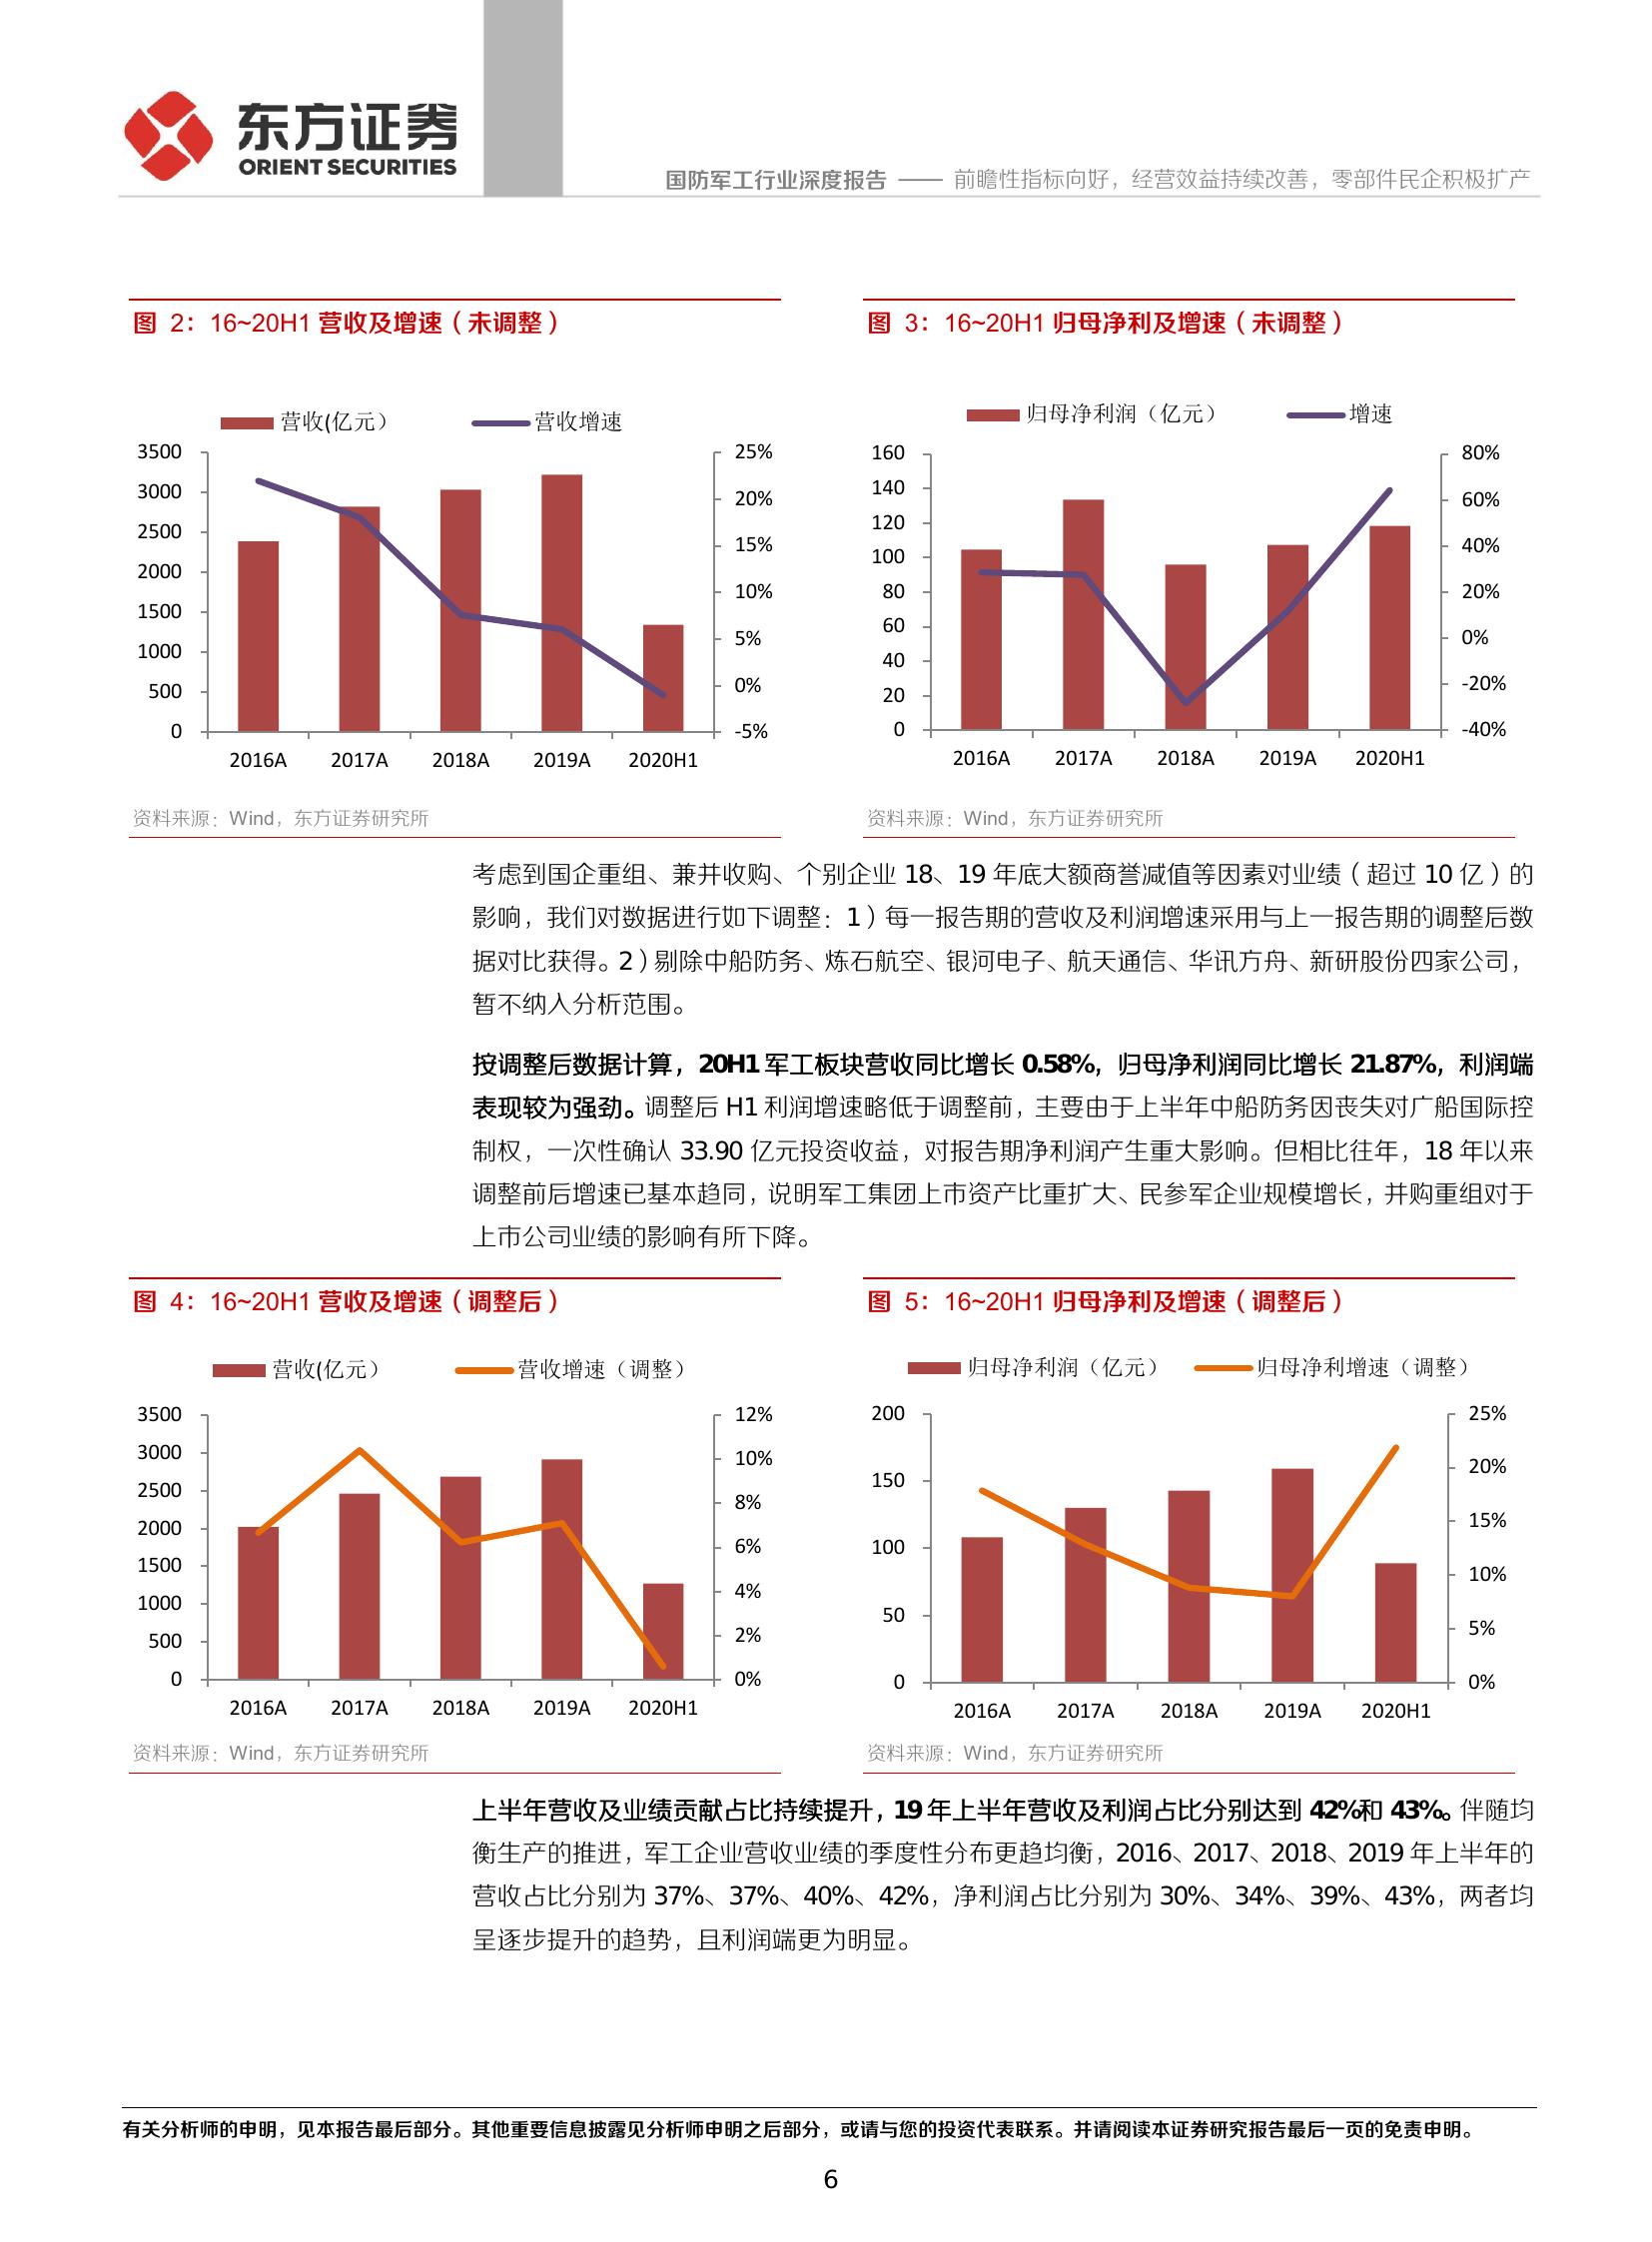 东方证券
ORIENT SECURITIES
国防军工行业深度报告 —— 前瞻性指标向好，经营效益持续改善，零部件民企积极扩产
图 2：16~20H1 营收及增速（未调整）
营收(亿元） 营收增速
3500
3000
2500
2000
1500
1000
500
0
25%
20%
15%
10%
5%
0%
-5%
2016A 2017A 2018A 2019A 2020H1
资料来源：Wind，东方证券研究所
图 3：16~20H1 归母净利及增速（未调整）
归母净利润（亿元） 增速
160
140
120
100
80
60
40
20
0
80%
60%
40%
20%
0%
-20%
-40%
2016A 2017A 2018A 2019A 2020H1
资料来源：Wind，东方证券研究所
考虑到国企重组、兼并收购、个别企业 18、19 年底大额商誉减值等因素对业绩（超过 10 亿）的
影响，我们对数据进行如下调整：1）每一报告期的营收及利润增速采用与上一报告期的调整后数
据对比获得。2）剔除中船防务、炼石航空、银河电子、航天通信、华讯方舟、新研股份四家公司，
暂不纳入分析范围。
按调整后数据计算，20H1 军工板块营收同比增长 0.58%，归母净利润同比增长 21.87%，利润端
表现较为强劲。调整后 H1 利润增速略低于调整前，主要由于上半年中船防务因丧失对广船国际控
制权，一次性确认 33.90 亿元投资收益，对报告期净利润产生重大影响。但相比往年，18 年以来
调整前后增速已基本趋同，说明军工集团上市资产比重扩大、民参军企业规模增长，并购重组对于
上市公司业绩的影响有所下降。
图 4：16~20H1 营收及增速（调整后）
营收(亿元） 营收增速（调整）
3500
3000
2500
2000
1500
1000
500
0
12%
10%
8%
6%
4%
2%
0%
2016A 2017A 2018A 2019A 2020H1
资料来源：Wind，东方证券研究所
图 5：16~20H1 归母净利及增速（调整后）
归母净利润（亿元） 归母净利增速（调整）
200
150
100
50
0
25%
20%
15%
10%
5%
0%
2016A 2017A 2018A 2019A 2020H1
资料来源：Wind，东方证券研究所
上半年营收及业绩贡献占比持续提升，19 年上半年营收及利润占比分别达到 42%和 43%。伴随均
衡生产的推进，军工企业营收业绩的季度性分布更趋均衡，2016、2017、2018、2019 年上半年的
营收占比分别为 37%、37%、40%、42%，净利润占比分别为 30%、34%、39%、43%，两者均
呈逐步提升的趋势，且利润端更为明显。
有关分析师的申明，见本报告最后部分。其他重要信息披露见分析师申明之后部分，或请与您的投资代表联系。并请阅读本证券研究报告最后一页的免责申明。
6